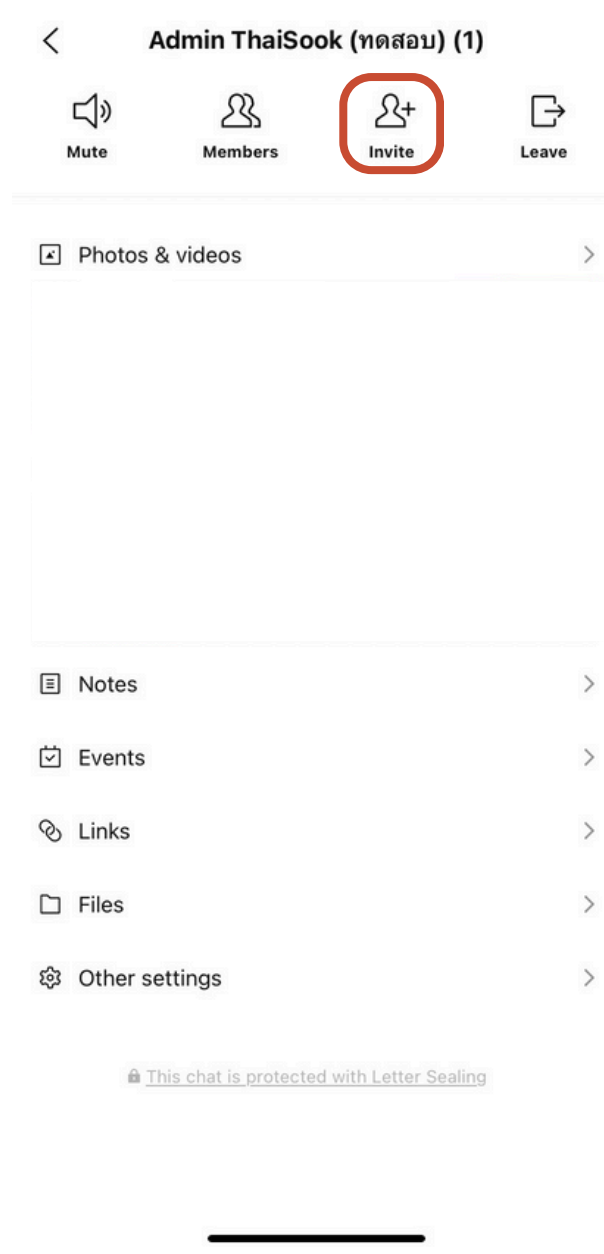 Admin ThaiSook (ทดสอบ) (1)
Mute Members Invite Leave
Photos & videos
Notes
Events
Links
Files
Other settings
This chat is protected with Letter Sealing